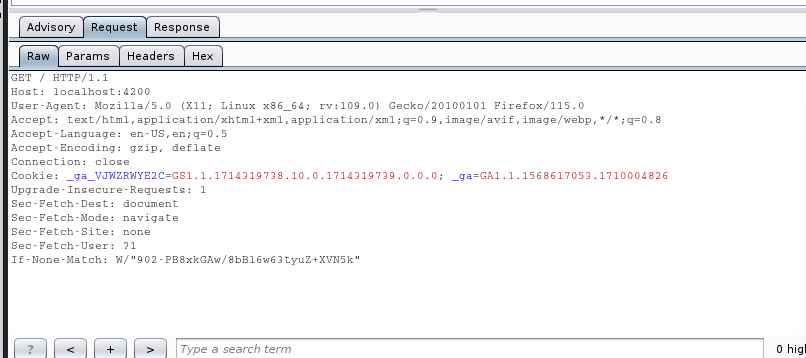 Advisory Request Response
Raw Params Headers Hex
GET / HTTP/1.1
Host: localhost:4200
User-Agent: Mozilla/5.0 (X11; Linux x86_64; rv:109.0) Gecko/20100101 Firefox/115.0
Accept: text/html,application/xhtml+xml,application/xml;q=0.9,image/avif,image/webp,*/*;q=0.8
Accept-Language: en-US,en;q=0.5
Accept-Encoding: gzip, deflate
Connection: close
Cookie: _ga_VJWZRWYE2C=GS1.1.1714319738.10.0.1714319739.0.0.0; _ga=GA1.1.1568617053.1710004826
Upgrade-Insecure-Requests: 1
Sec-Fetch-Dest: document
Sec-Fetch-Mode: navigate
Sec-Fetch-Site: none
Sec-Fetch-User: ?1
If-None-Match: W/"902-PB8xkGAw/8bBl6w63tyuZ+XVN5k"
? < + > Type a search term 0 high